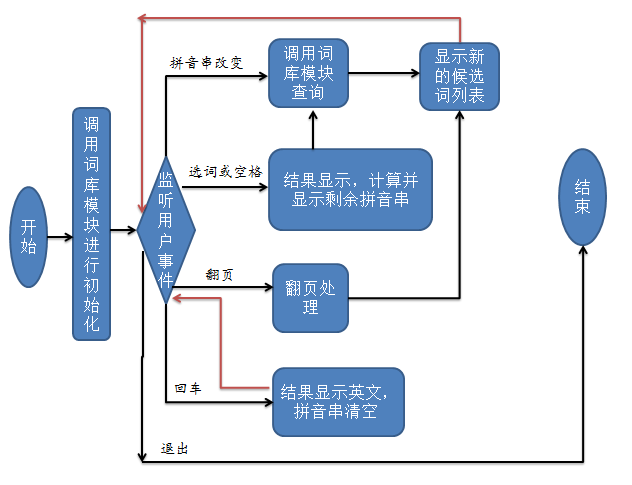 开
始
调
用
词
库
模
块
进
行
初
始
化
监
听
用
户
事
件
拼音串改变
调用词
库模块
查询
显示新
的候选
词列表
选词或空格
结果显示，计算并
显示剩余拼音串
翻页
翻页处
理
回车
结果显示英文，
拼音串清空
退出
结
束